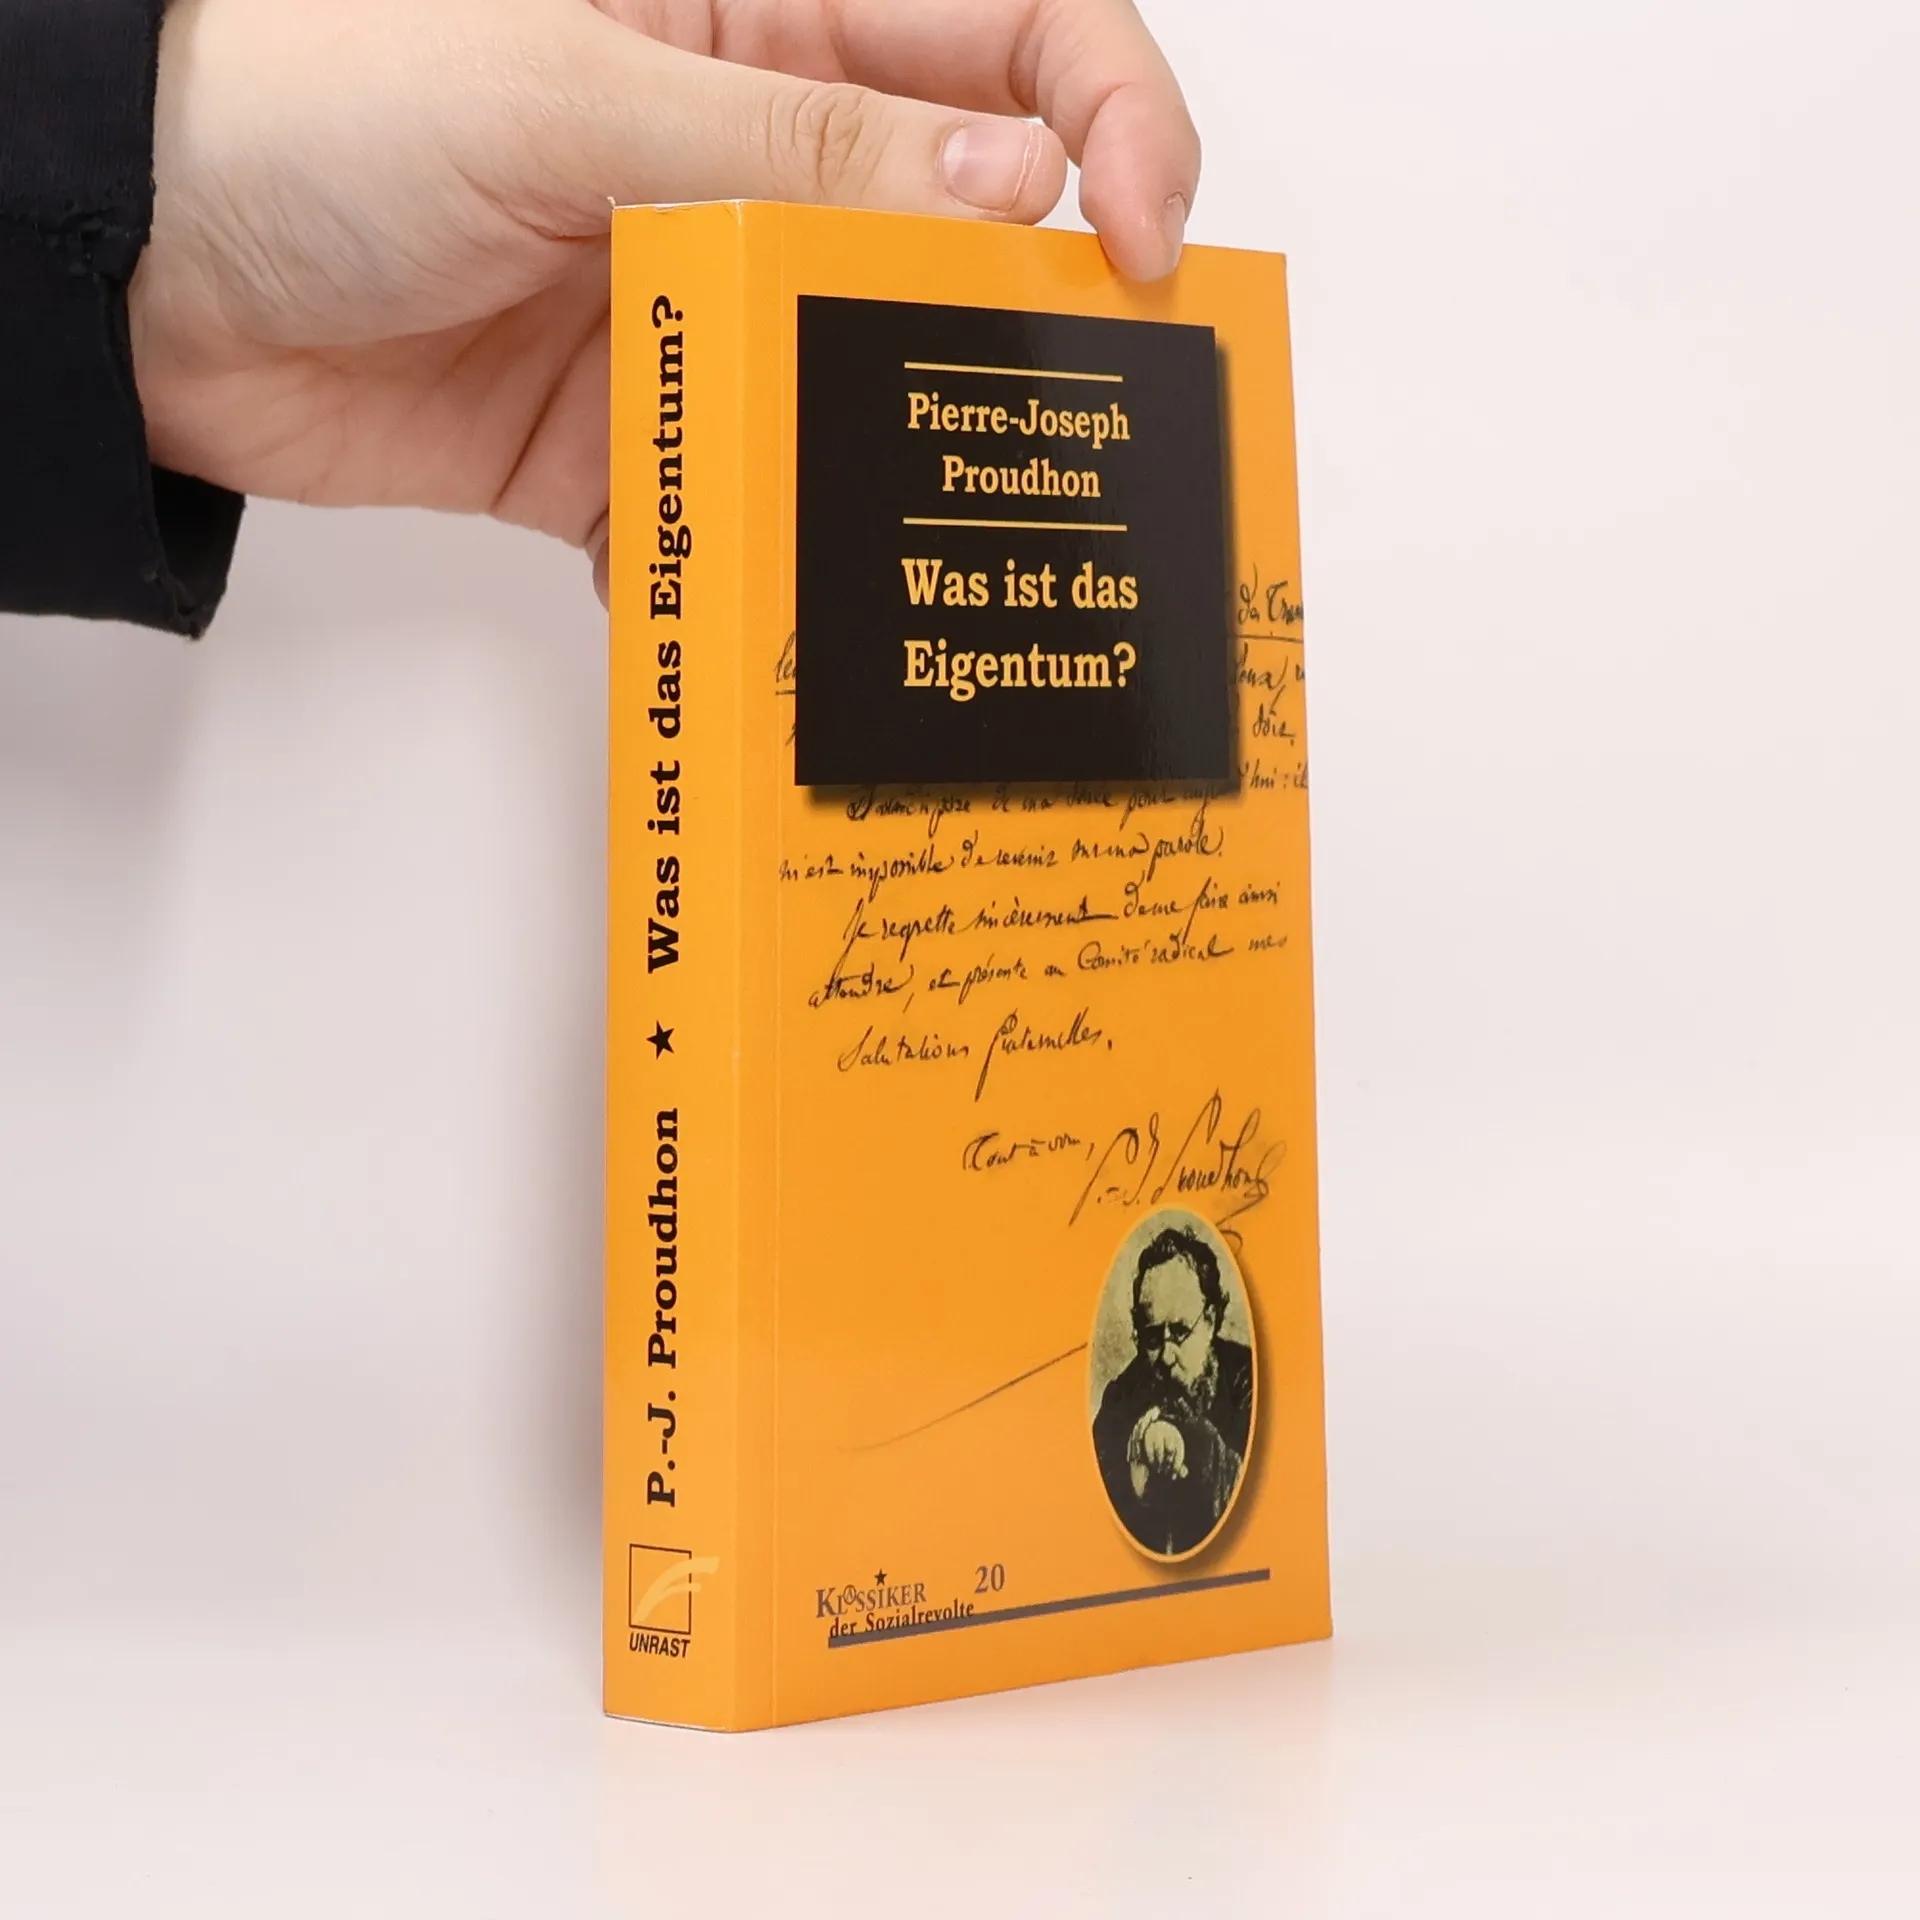 Was ist das Eigentum?
★
P.-J. Proudhon
UNRAST
Pierre-Joseph
Proudhon
Was ist das
Eigentum?
m'est impossible de revenir sur ma parole.
Je regrette sincèrement de me faire ainsi
attendre, et présente au Comité radical mes
Salutations fraternelles.
Tout à vous,
P.-J. Proudhon
KLASSIKER 20
der Sozialrevolte